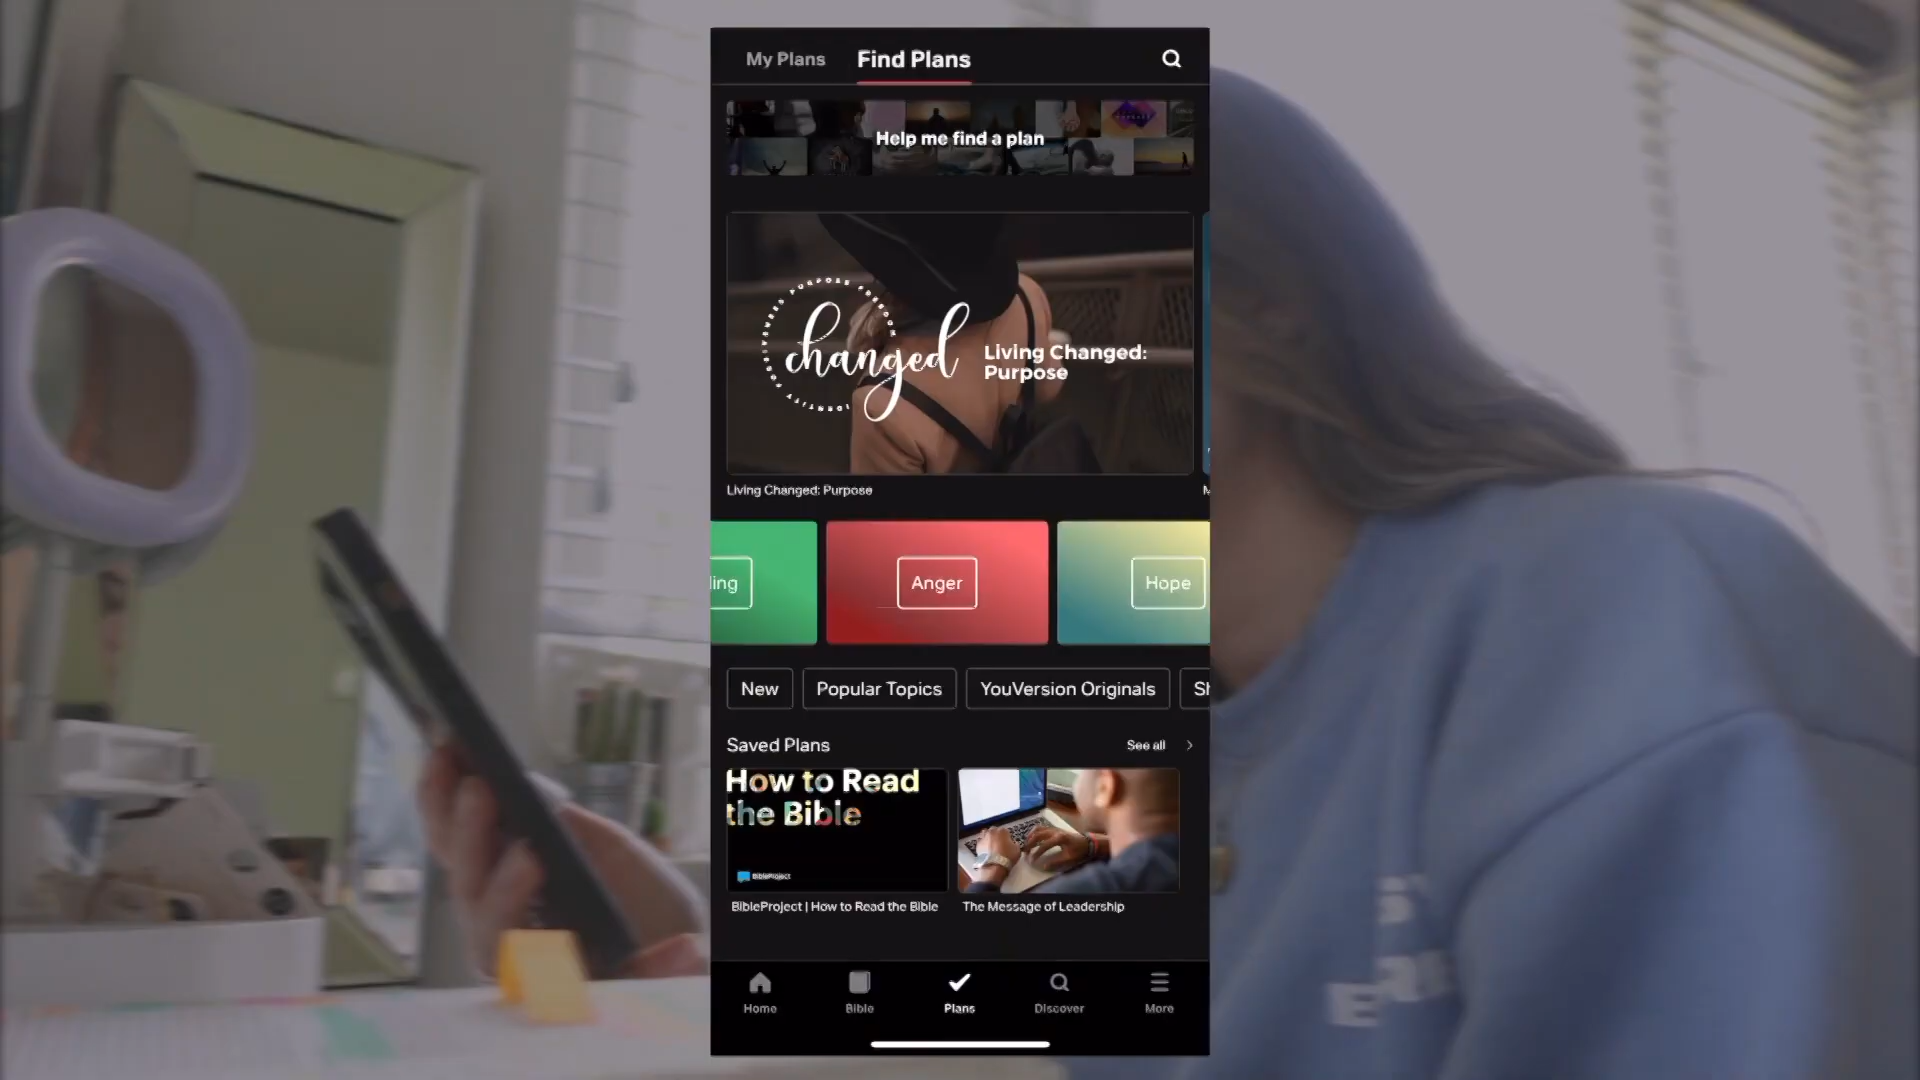 My Plans
Find Plans
Help me find a plan
changed
Living Changed:
Purpose
Living Changed: Purpose
ing
Anger
Hope
New
Popular Topics
YouVersion Originals
Sh
Saved Plans
See all
How to Read
the Bible
BibleProject
BibleProject | How to Read the Bible
The Message of Leadership
Home
Bible
Plans
Discover
More